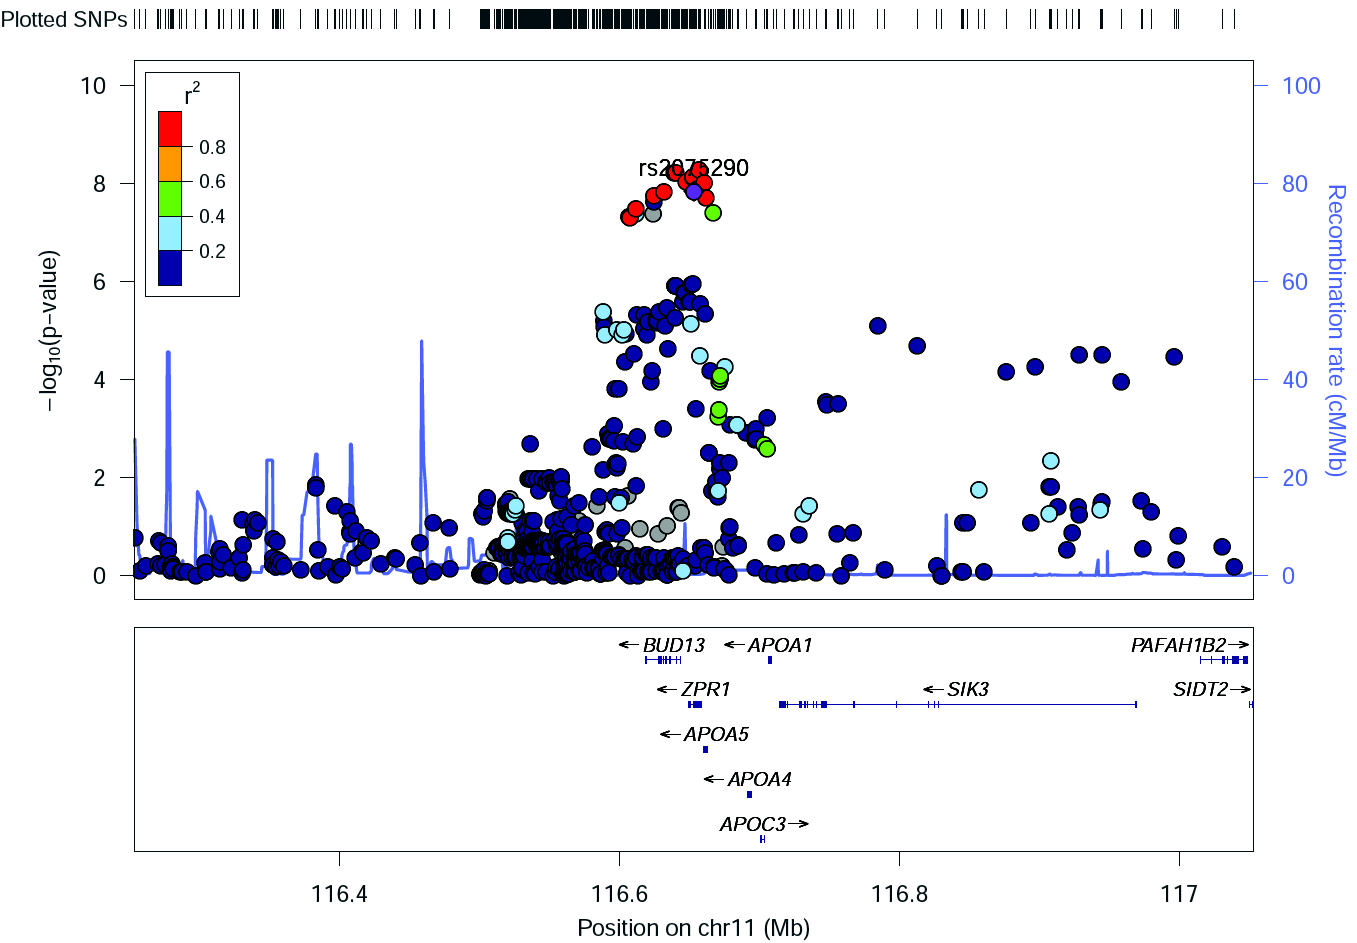 Plotted SNPs
r2
0.8
0.6
0.4
0.2
rs2075290
10
8
6
4
2
0
−log10(p−value)
100
80
60
40
20
0
Recombination rate (cM/Mb)
←BUD13
←APOA1
PAFAH1B2→
←ZPR1
←SIK3
SIDT2→
←APOA5
←APOA4
APOC3→
116.4
116.6
116.8
117
Position on chr11 (Mb)